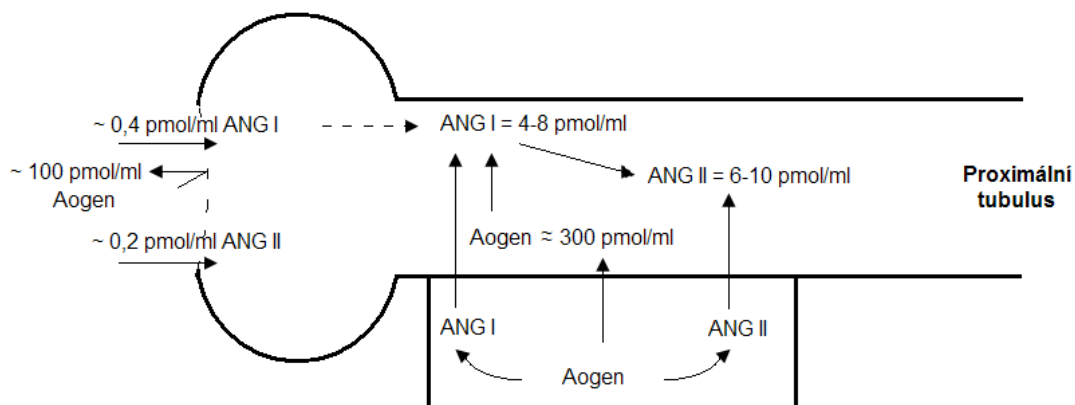 ~ 0,4 pmol/ml ANG I
ANG I = 4-8 pmol/ml
~ 100 pmol/ml
Aogen
ANG II = 6-10 pmol/ml
Proximální
tubulus
~ 0,2 pmol/ml ANG II
Aogen ≈ 300 pmol/ml
ANG I
ANG II
Aogen